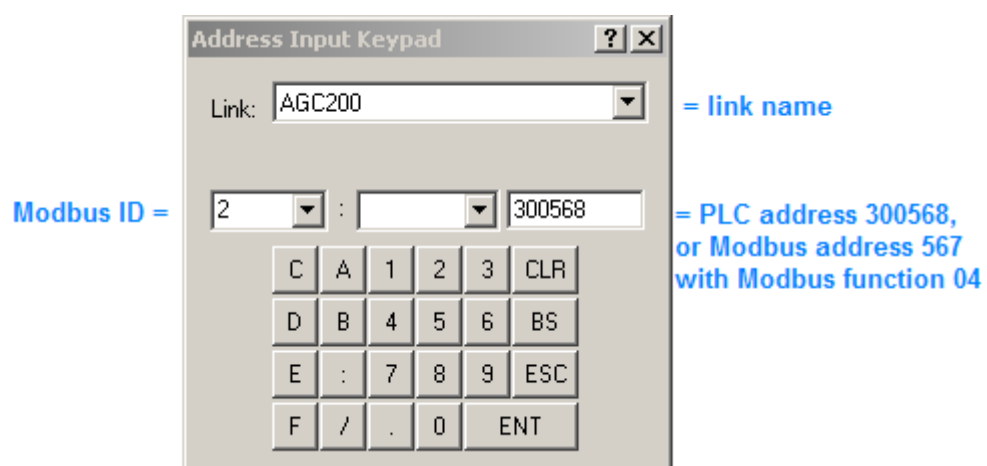 Address Input Keypad ? X
Link: AGC200 = link name
Modbus ID = 2 : 300568 = PLC address 300568,
or Modbus address 567
with Modbus function 04
C A 1 2 3 CLR
D B 4 5 6 BS
E : 7 8 9 ESC
F / . 0 ENT